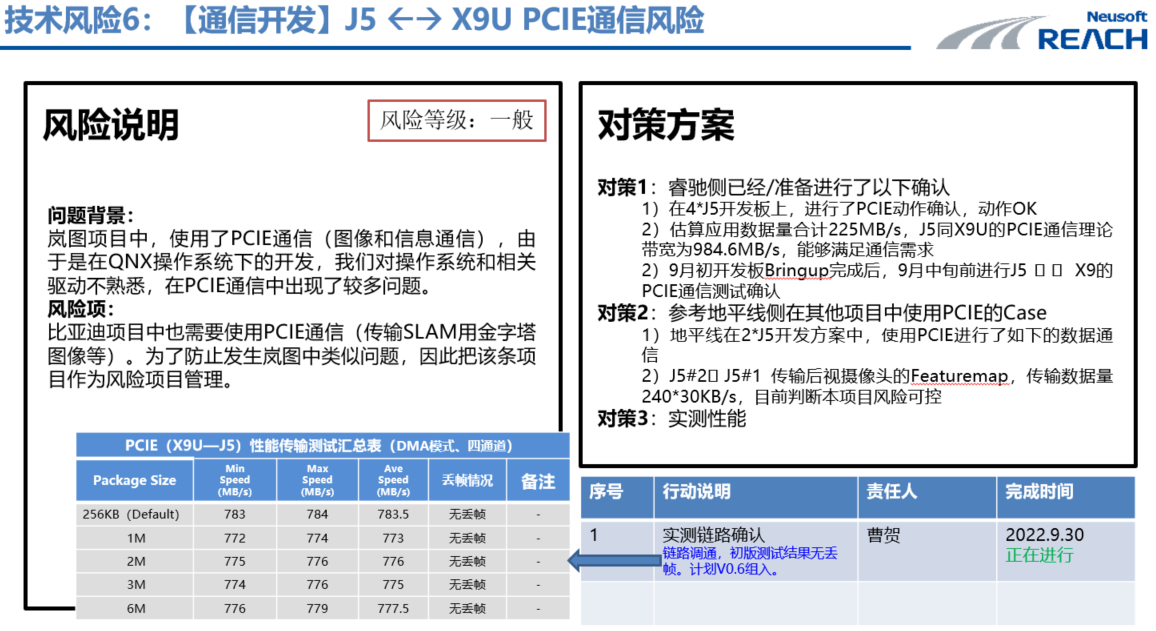 技术风险6：【通信开发】J5 ←→ X9U PCIE通信风险
Neusoft
REACH
风险说明
风险等级：一般
问题背景：
岚图项目中，使用了PCIE通信（图像和信息通信），由
于是在QNX操作系统下的开发，我们对操作系统和相关
驱动不熟悉，在PCIE通信中出现了较多问题。
风险项：
比亚迪项目中也需要使用PCIE通信（传输SLAM用金字塔
图像等）。为了防止发生岚图中类似问题，因此把该条项
目作为风险项目管理。
PCIE（X9U—J5）性能传输测试汇总表（DMA模式、四通道）
Package Size Min Speed (MB/s) Max Speed (MB/s) Ave Speed (MB/s) 丢帧情况 备注
256KB（Default） 783 784 783.5 无丢帧 -
1M 772 774 773 无丢帧 -
2M 775 776 776 无丢帧 -
3M 774 776 775 无丢帧 -
6M 776 779 777.5 无丢帧 -
对策方案
对策1：睿驰侧已经/准备进行了以下确认
1）在4*J5开发板上，进行了PCIE动作确认，动作OK
2）估算应用数据量合计225MB/s，J5同X9U的PCIE通信理论
带宽为984.6MB/s，能够满足通信需求
2）9月初开发板Bringup完成后，9月中旬前进行J5 X9的
PCIE通信测试确认
对策2：参考地平线侧在其他项目中使用PCIE的Case
1）地平线在2*J5开发方案中，使用PCIE进行了如下的数据通
信
2）J5#2 J5#1 传输后视摄像头的Featuremap，传输数据量
240*30KB/s，目前判断本项目风险可控
对策3：实测性能
序号 行动说明 责任人 完成时间
1 实测链路确认 曹贺 2022.9.30
链路调通，初版测试结果无丢 正在进行
帧。计划V0.6组入。